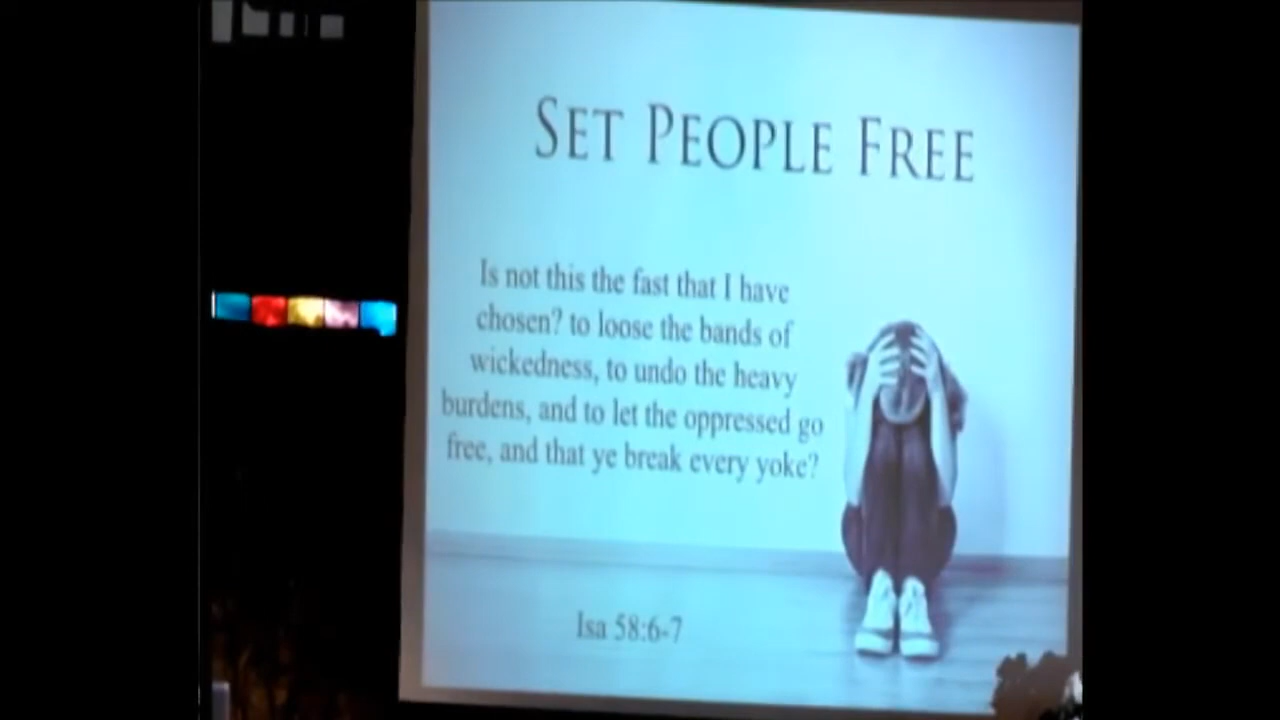 SET PEOPLE FREE
Is not this the fast that I have
chosen? to loose the bands of
wickedness, to undo the heavy
burdens, and to let the oppressed go
free, and that ye break every yoke?
Isa 58:6-7